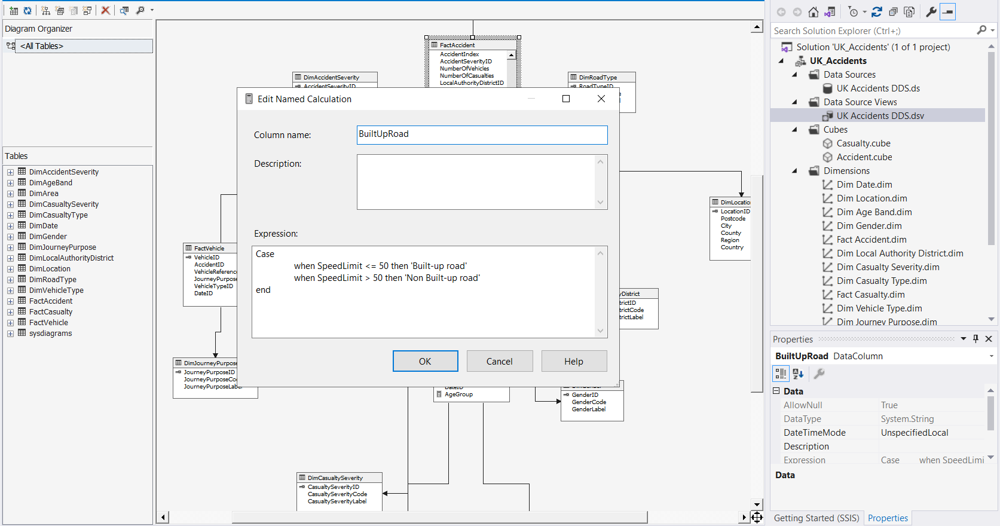 Diagram Organizer
<All Tables>
Tables
DimAccidentSeverity
DimAgeBand
DimArea
DimCasualtySeverity
DimCasualtyType
DimDate
DimGender
DimJourneyPurpose
DimLocalAuthorityDistrict
DimLocation
DimRoadType
DimVehicleType
FactAccident
FactCasualty
FactVehicle
sysdiagrams
FactAccident
AccidentIndex
AccidentSeverityID
NumberOfVehicles
NumberOfCasualties
LocalAuthorityDistrictID
DimAccidentSeverity
AccidentSeverityID
DimRoadType
RoadTypeID
Edit Named Calculation
Column name:
BuiltUpRoad
Description:
Expression:
Case
when SpeedLimit <= 50 then 'Built-up road'
when SpeedLimit > 50 then 'Non Built-up road'
end
OK
Cancel
Help
FactVehicle
VehicleID
AccidentID
VehicleReferenc
JourneyPurpose
VehicleTypeID
DateID
DimLocation
LocationID
Postcode
City
County
Region
Country
yDistrict
trictID
trictCode
trictLabel
DimJourneyPurpose
JourneyPurposeID
JourneyPurposeCo
JourneyPurposeLabel
DateID
AgeGroup
DimGender
GenderID
GenderCode
GenderLabel
DimCasualtySeverity
CasualtySeverityID
CasualtySeverityCode
CasualtySeverityLabel
Search Solution Explorer (Ctrl+;)
Solution 'UK_Accidents' (1 of 1 project)
UK_Accidents
Data Sources
UK Accidents DDS.ds
Data Source Views
UK Accidents DDS.dsv
Cubes
Casualty.cube
Accident.cube
Dimensions
Dim Date.dim
Dim Location.dim
Dim Age Band.dim
Dim Gender.dim
Fact Accident.dim
Dim Local Authority District.dim
Dim Casualty Severity.dim
Dim Casualty Type.dim
Fact Casualty.dim
Dim Vehicle Type.dim
Dim Journey Purpose.dim
Properties
BuiltUpRoad DataColumn
Data
AllowNull True
DataType System.String
DateTimeMode UnspecifiedLocal
Description
Expression Case when SpeedLimi
Data
Getting Started (SSIS) Properties